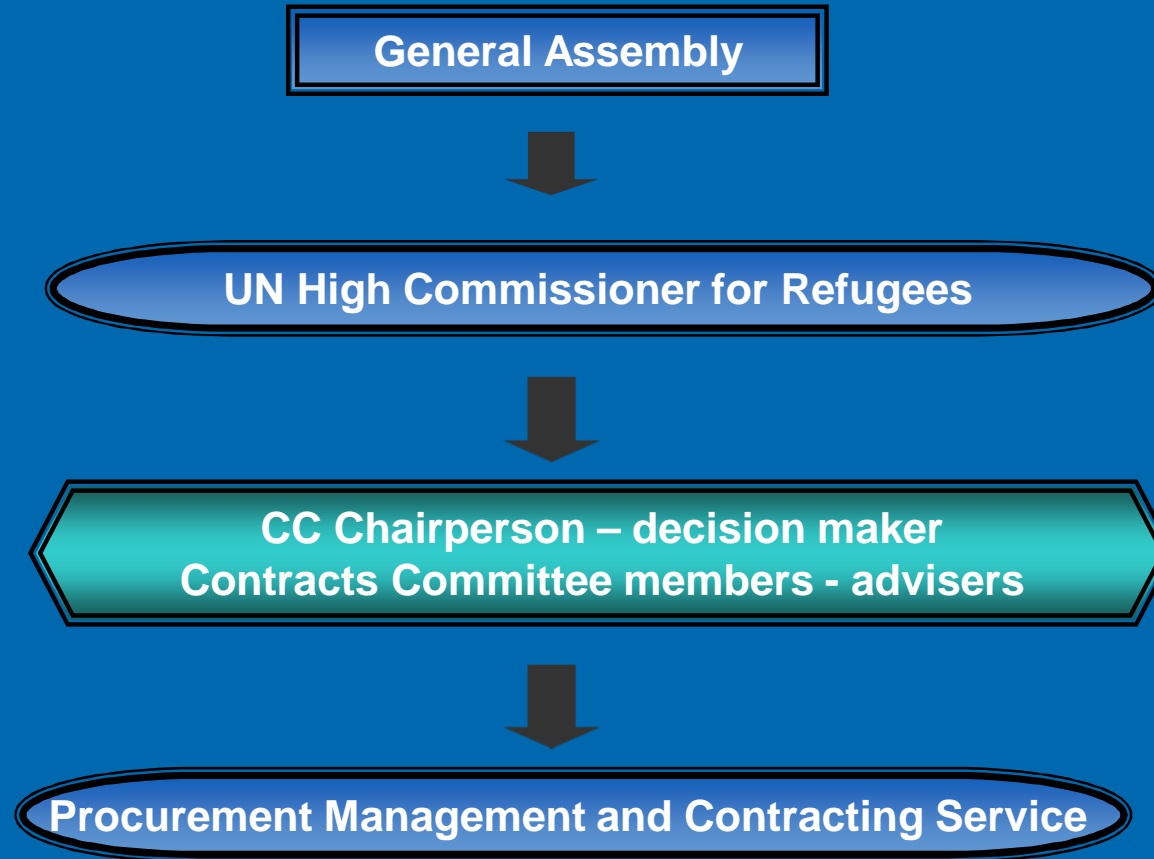 General Assembly
UN High Commissioner for Refugees
CC Chairperson – decision maker
Contracts Committee members - advisers
Procurement Management and Contracting Service